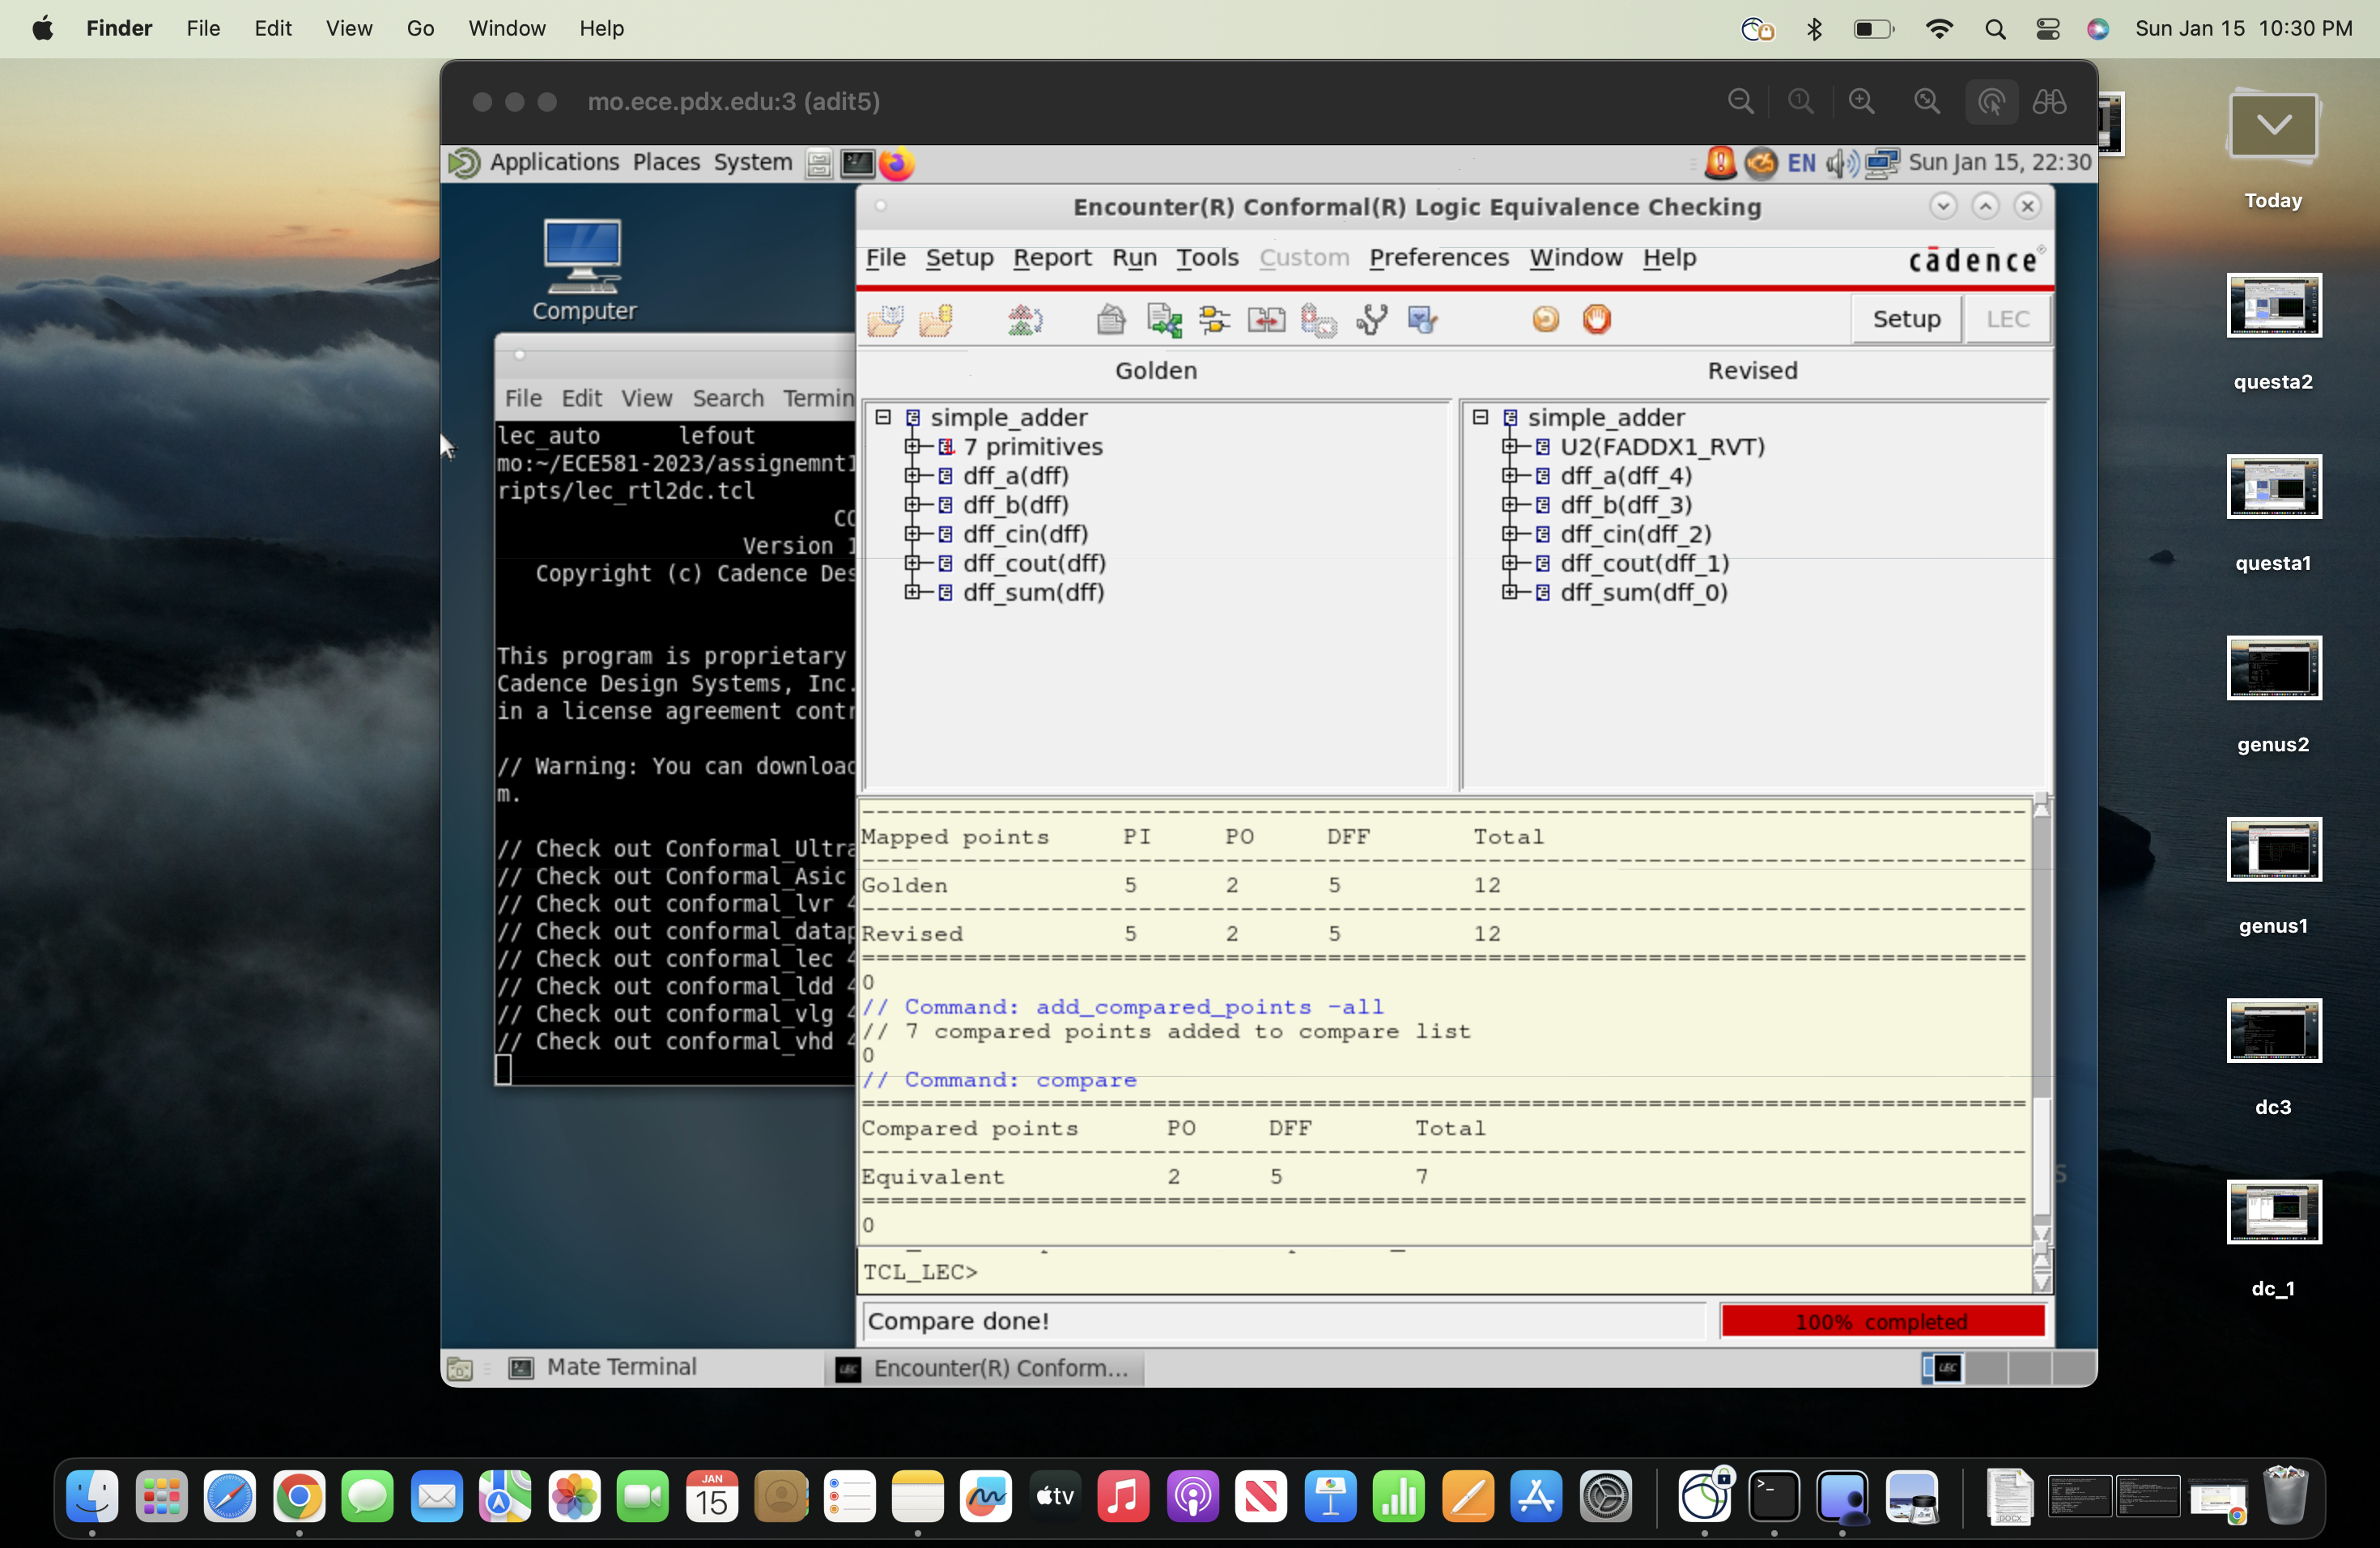 Finder File Edit View Go Window Help
Sun Jan 15 10:30 PM
mo.ece.pdx.edu:3 (adit5)
Applications Places System
EN
Sun Jan 15, 22:30
Computer
File Edit View Search Termin
lec_auto lefout
mo:~/ECE581-2023/assignemnt1
ripts/lec_rtl2dc.tcl
CO
Version 1
Copyright (c) Cadence Des
This program is proprietary
Cadence Design Systems, Inc.
in a license agreement contr
// Warning: You can download
m.
// Check out Conformal_Ultra
// Check out Conformal_Asic
// Check out conformal_lvr 4
// Check out conformal_datap
// Check out conformal_lec 4
// Check out conformal_ldd 4
// Check out conformal_vlg 4
// Check out conformal_vhd 4
Encounter(R) Conformal(R) Logic Equivalence Checking
File Setup Report Run Tools Custom Preferences Window Help
cādence
Setup LEC
Golden
simple_adder
7 primitives
dff_a(dff)
dff_b(dff)
dff_cin(dff)
dff_cout(dff)
dff_sum(dff)
Revised
simple_adder
U2(FADDX1_RVT)
dff_a(dff_4)
dff_b(dff_3)
dff_cin(dff_2)
dff_cout(dff_1)
dff_sum(dff_0)
Mapped points PI PO DFF Total
Golden 5 2 5 12
Revised 5 2 5 12
0
// Command: add_compared_points -all
// 7 compared points added to compare list
0
// Command: compare
Compared points PO DFF Total
Equivalent 2 5 7
0
TCL_LEC>
Compare done!
100% completed
Mate Terminal
LEC
Encounter(R) Conform...
LEC
Today
questa2
questa1
genus2
genus1
dc3
dc_1
JAN
15
tv
DOCX